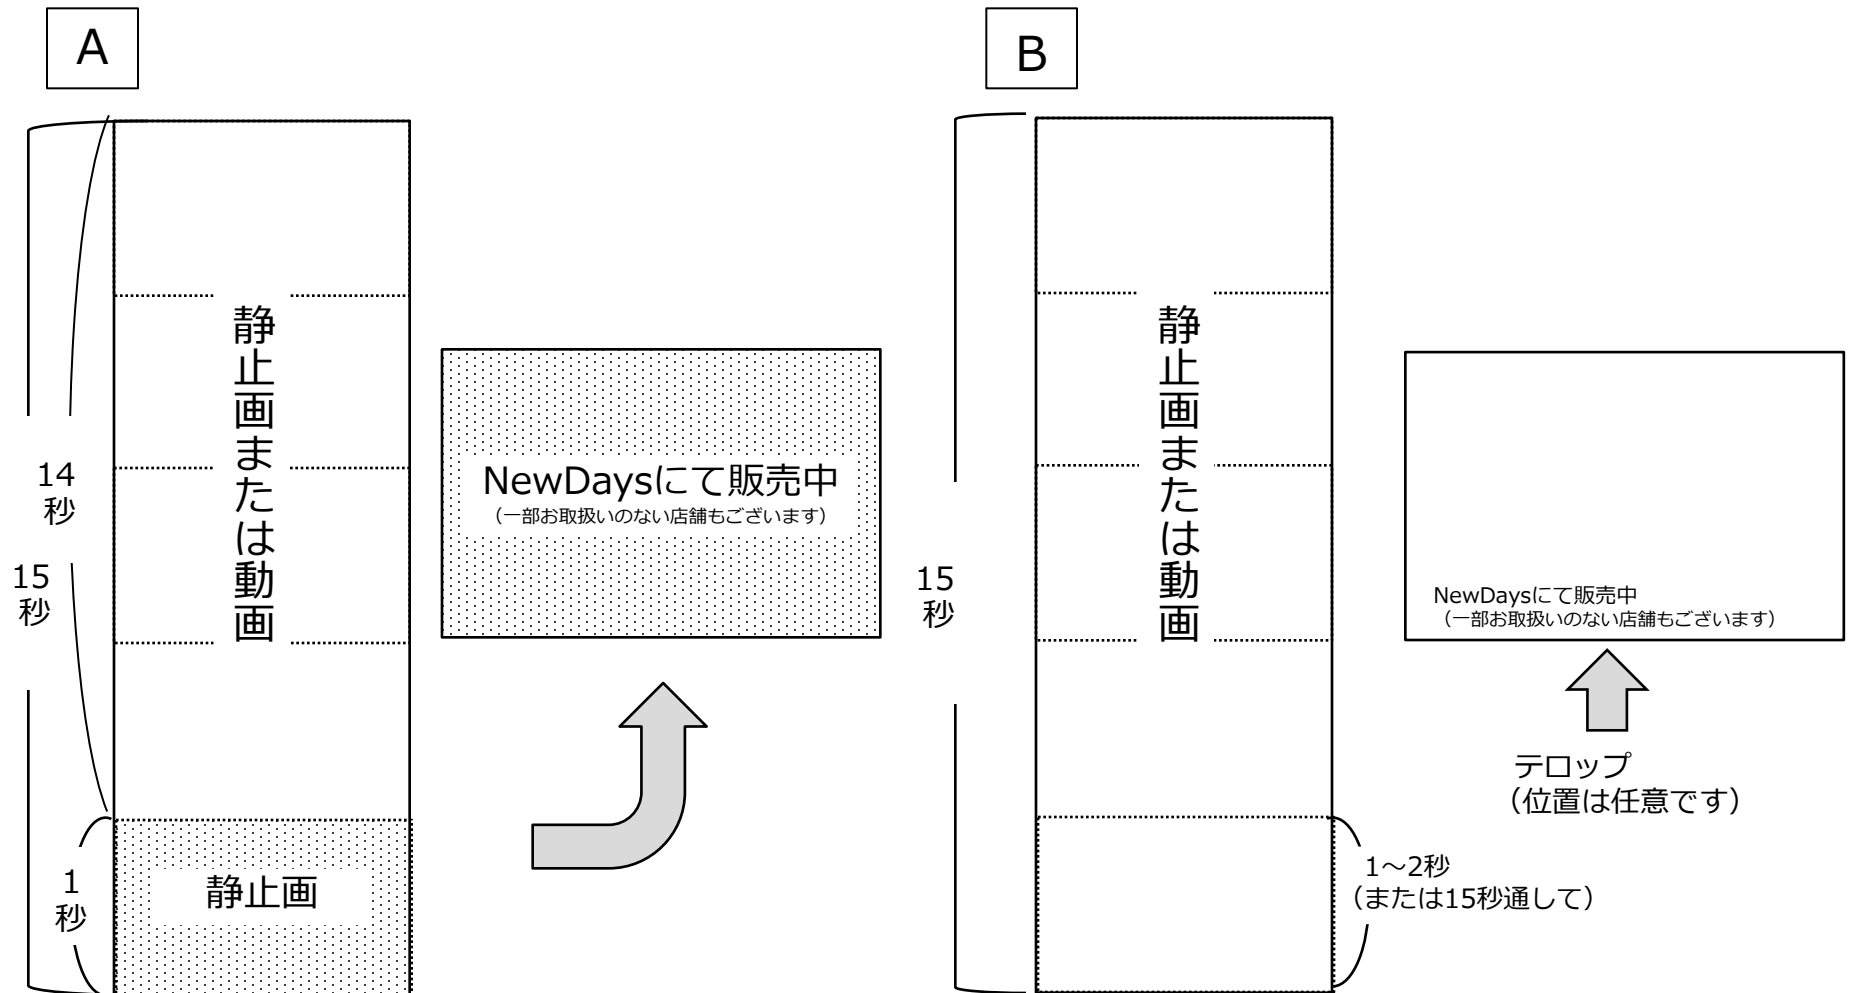 A
14
秒
15
秒
静止画または動画
1
秒
静止画
NewDaysにて販売中
（一部お取扱いのない店舗もございます）
B
15
秒
静止画または動画
NewDaysにて販売中
（一部お取扱いのない店舗もございます）
テロップ
（位置は任意です）
1～2秒
（または15秒通して）